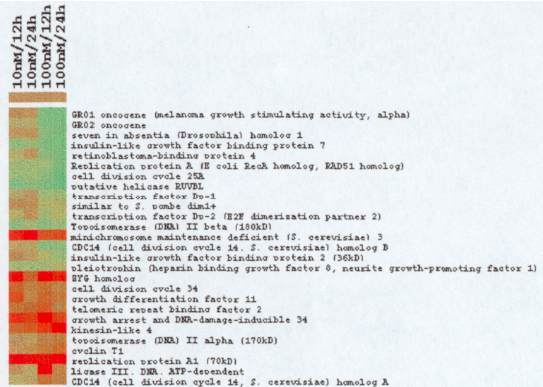 10nM/12h
10nM/24h
100nM/12h
100nM/24h
GRO1 oncogene (melanoma growth stimulating activity, alpha)
GRO2 oncogene
seven in absentia (Drosophila) homolog 1
insulin-like growth factor binding protein 7
retinoblastoma-binding protein 4
Replication protein A (E coli RecA homolog, RAD51 homolog)
cell division cycle 25A
putative helicase RUVBL
transcription factor Dp-1
similar to S. pombe dim1+
transcription factor Dp-2 (E2F dimerization partner 2)
Topoisomerase (DNA) II beta (180kD)
minichromosome maintenance deficient (S. cerevisiae) 3
CDC14 (cell division cycle 14, S. cerevisiae) homolog B
insulin-like growth factor binding protein 2 (36kD)
pleiotrophin (heparin binding growth factor 8, neurite growth-promoting factor 1)
EYG homolog
cell division cycle 34
growth differentiation factor 11
telomeric repeat binding factor 2
growth arrest and DNA-damage-inducible 34
kinesin-like 4
topoisomerase (DNA) II alpha (170kD)
cyclin T1
replication protein A1 (70kD)
ligase III, DNA, ATP-dependent
CDC14 (cell division cycle 14, S. cerevisiae) homolog A